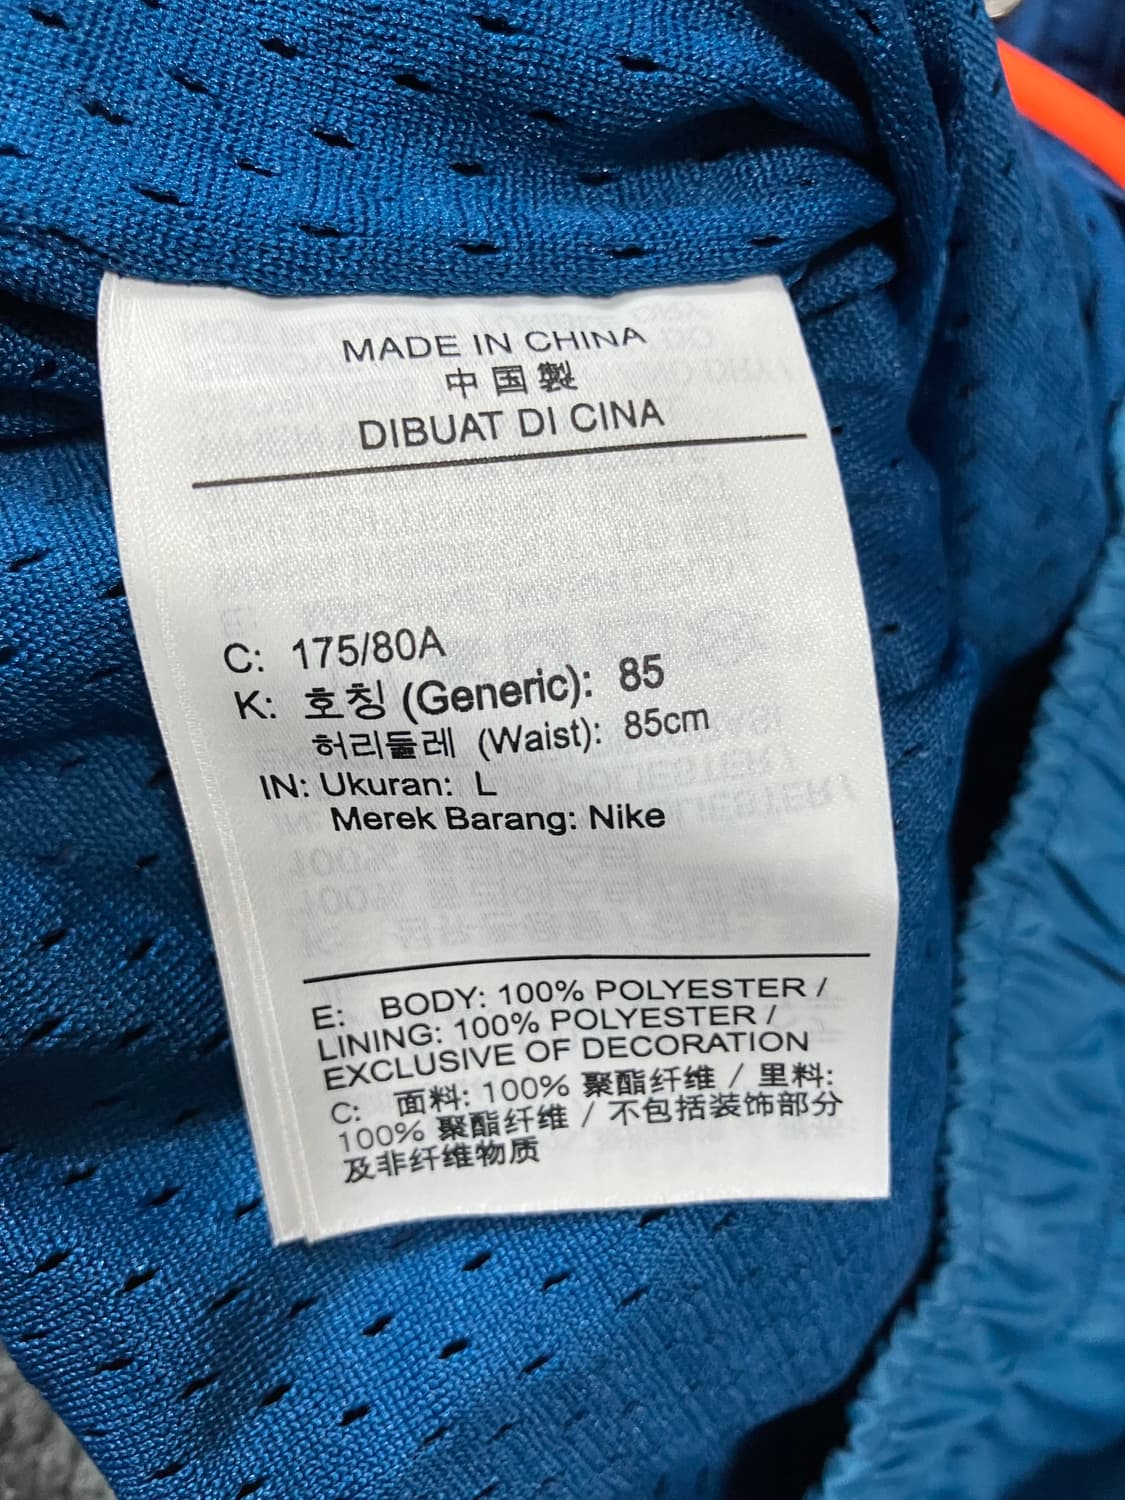 MADE IN CHINA
中国製
DIBUAT DI CINA
C: 175/80A
K: 호칭 (Generic): 85
허리둘레 (Waist): 85cm
IN: Ukuran: L
Merek Barang: Nike
E: BODY: 100% POLYESTER /
LINING: 100% POLYESTER /
EXCLUSIVE OF DECORATION
C: 面料: 100% 聚酯纤维 / 里料:
100% 聚酯纤维 / 不包括装饰部分
及非纤维物质